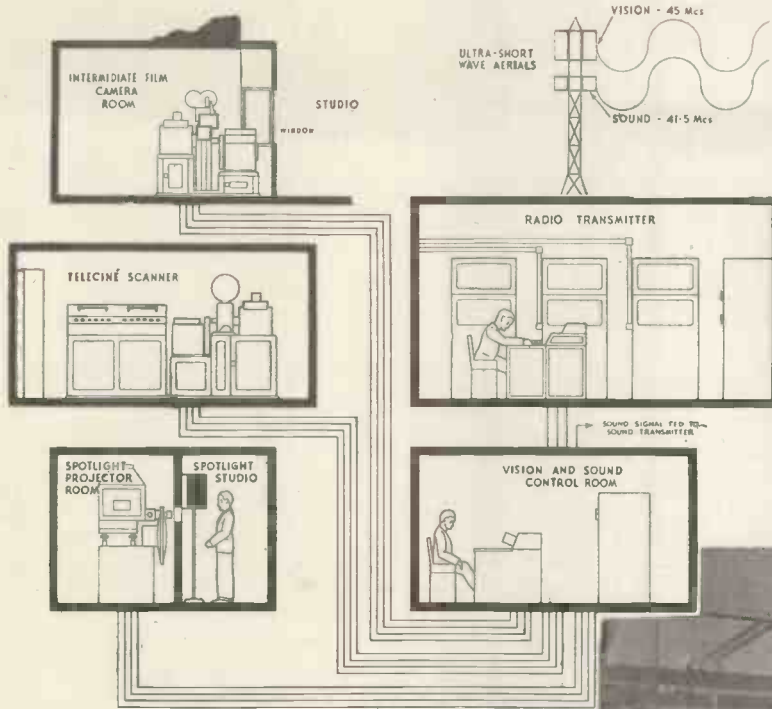 VISION - 45 Mcs
ULTRA-SHORT
WAVE AERIALS
SOUND - 41·5 Mcs
INTERMIDIATE FILM
CAMERA
ROOM
STUDIO
WINDOW
RADIO TRANSMITTER
TELECINÉ SCANNER
SOUND SIGNAL FED TO
SOUND TRANSMITTER
SPOTLIGHT
PROJECTOR
ROOM
SPOTLIGHT
STUDIO
VISION AND SOUND
CONTROL ROOM